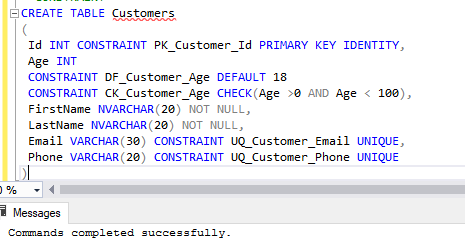 CREATE TABLE Customers
(
Id INT CONSTRAINT PK_Customer_Id PRIMARY KEY IDENTITY,
Age INT
CONSTRAINT DF_Customer_Age DEFAULT 18
CONSTRAINT CK_Customer_Age CHECK(Age >0 AND Age < 100),
FirstName NVARCHAR(20) NOT NULL,
LastName NVARCHAR(20) NOT NULL,
Email VARCHAR(30) CONSTRAINT UQ_Customer_Email UNIQUE,
Phone VARCHAR(20) CONSTRAINT UQ_Customer_Phone UNIQUE
)
0 %
Messages
Commands completed successfully.